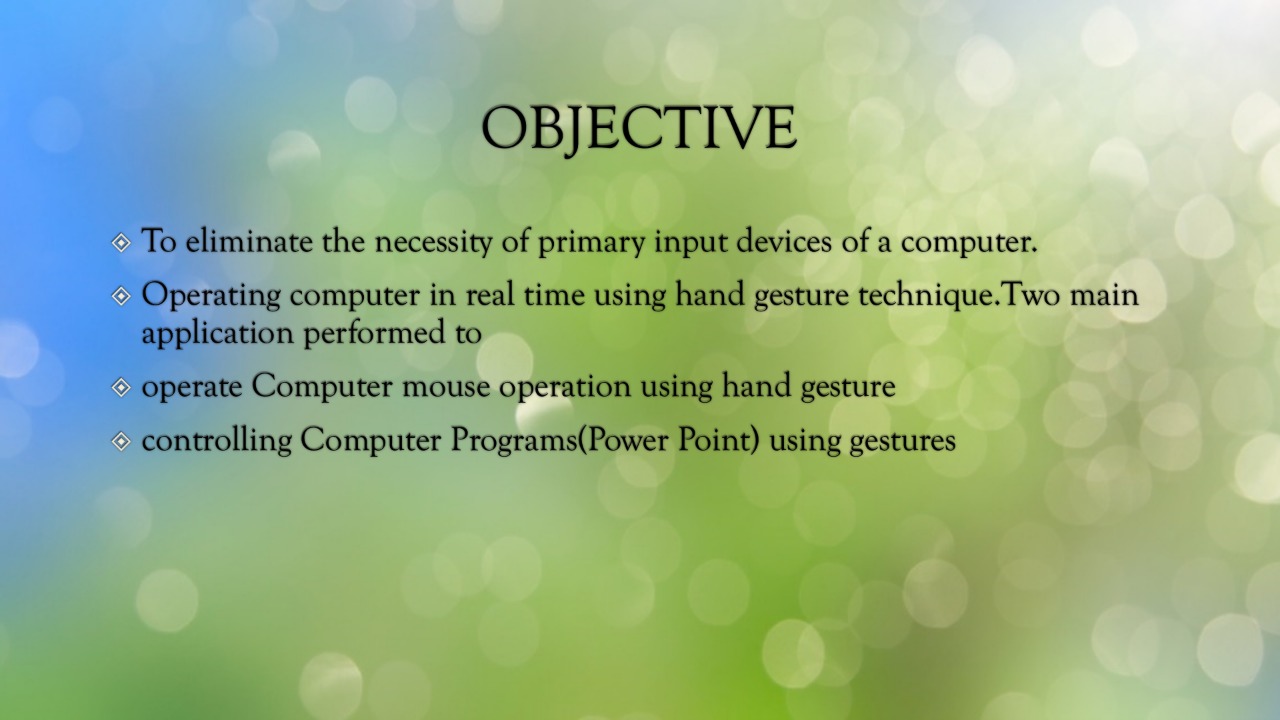 OBJECTIVE
To eliminate the necessity of primary input devices of a computer.
Operating computer in real time using hand gesture technique.Two main
application performed to
operate Computer mouse operation using hand gesture
controlling Computer Programs(Power Point) using gestures